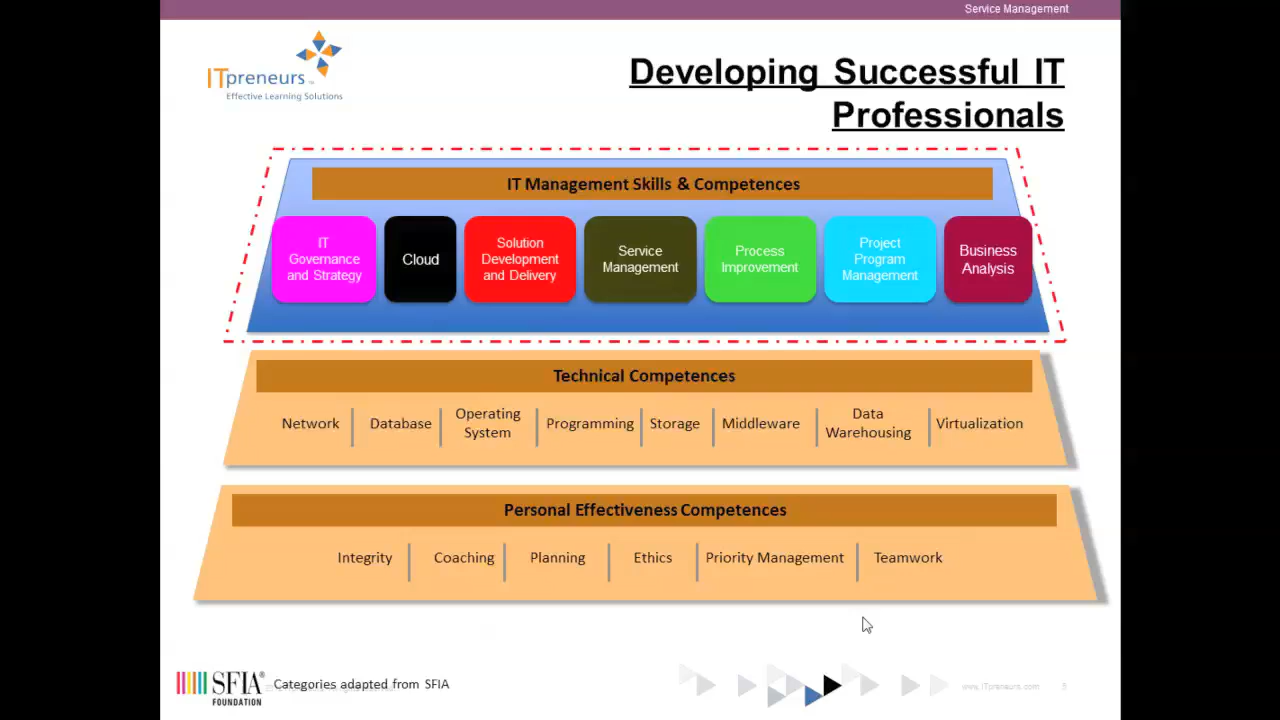 Service Management
ITpreneurs
Effective Learning Solutions
Developing Successful IT
Professionals
IT Management Skills & Competences
IT
Governance
and Strategy
Cloud
Solution
Development
and Delivery
Service
Management
Process
Improvement
Project
Program
Management
Business
Analysis
Technical Competences
Network
Database
Operating
System
Programming
Storage
Middleware
Data
Warehousing
Virtualization
Personal Effectiveness Competences
Integrity
Coaching
Planning
Ethics
Priority Management
Teamwork
SFIA®
FOUNDATION
Categories adapted from SFIA
www.ITpreneurs.com